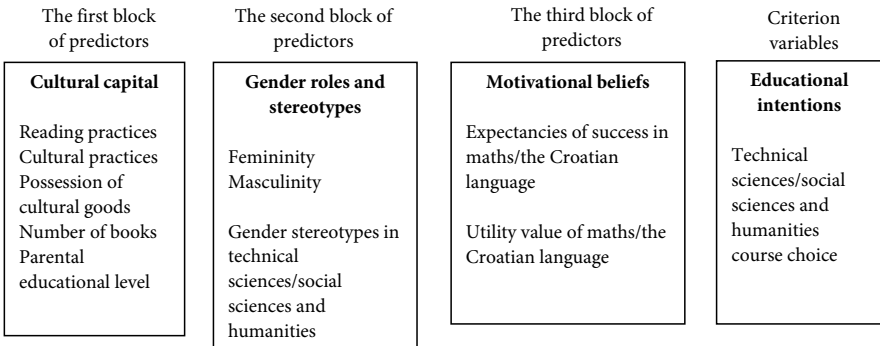 The first block
of predictors
Cultural capital
Reading practices
Cultural practices
Possession of
cultural goods
Number of books
Parental
educational level
The second block of
predictors
Gender roles and
stereotypes
Femininity
Masculinity
Gender stereotypes in
technical
sciences/social
sciences and
humanities
The third block of
predictors
Motivational beliefs
Expectancies of success in
maths/the Croatian
language
Utility value of maths/the
Croatian language
Criterion
variables
Educational
intentions
Technical
sciences/social
sciences and
humanities
course choice